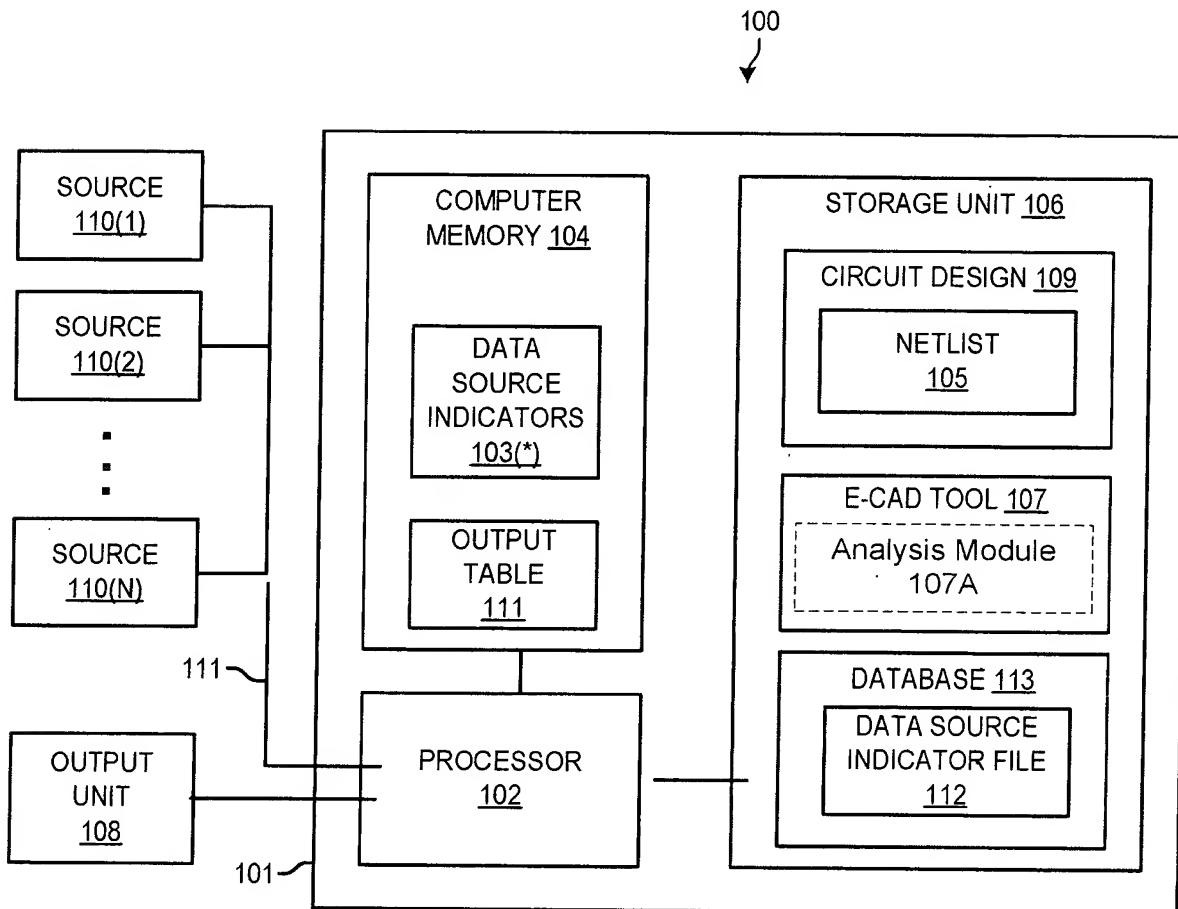 100
SOURCE
110(1)
SOURCE
110(2)
SOURCE
110(N)
111
OUTPUT
UNIT
108
101
COMPUTER
MEMORY 104
DATA
SOURCE
INDICATORS
103(*)
OUTPUT
TABLE
111
PROCESSOR
102
STORAGE UNIT 106
CIRCUIT DESIGN 109
NETLIST
105
E-CAD TOOL 107
Analysis Module
107A
DATABASE 113
DATA SOURCE
INDICATOR FILE
112